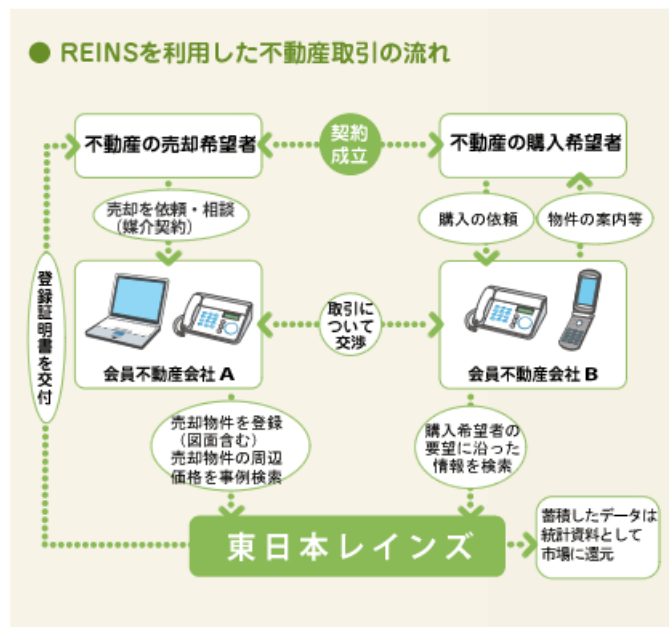 ● REINSを利用した不動産取引の流れ
不動産の売却希望者
契約
成立
不動産の購入希望者
売却を依頼・相談
(媒介契約)
購入の依頼
物件の案内等
登録証明書を交付
会員不動産会社 A
取引に
ついて
交渉
会員不動産会社 B
売却物件を登録
(図面含む)
売却物件の周辺
価格を事例検索
購入希望者の
要望に沿った
情報を検索
東日本レインズ
蓄積したデータは
統計資料として
市場に還元